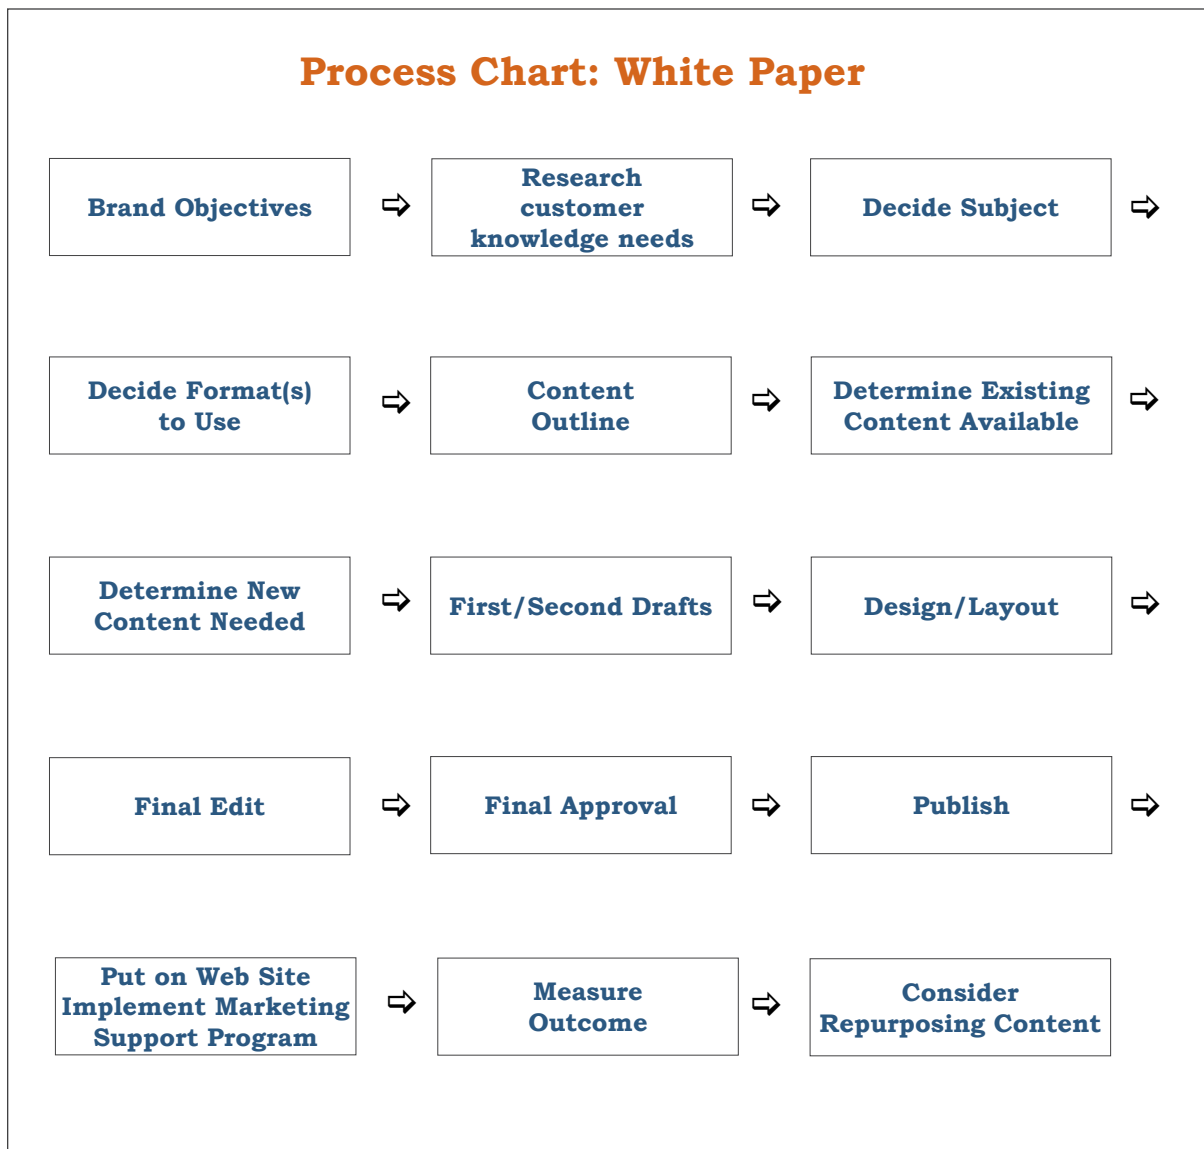 Process Chart: White Paper
Brand Objectives
Research
customer
knowledge needs
Decide Subject
Decide Format(s)
to Use
Content
Outline
Determine Existing
Content Available
Determine New
Content Needed
First/Second Drafts
Design/Layout
Final Edit
Final Approval
Publish
Put on Web Site
Implement Marketing
Support Program
Measure
Outcome
Consider
Repurposing Content